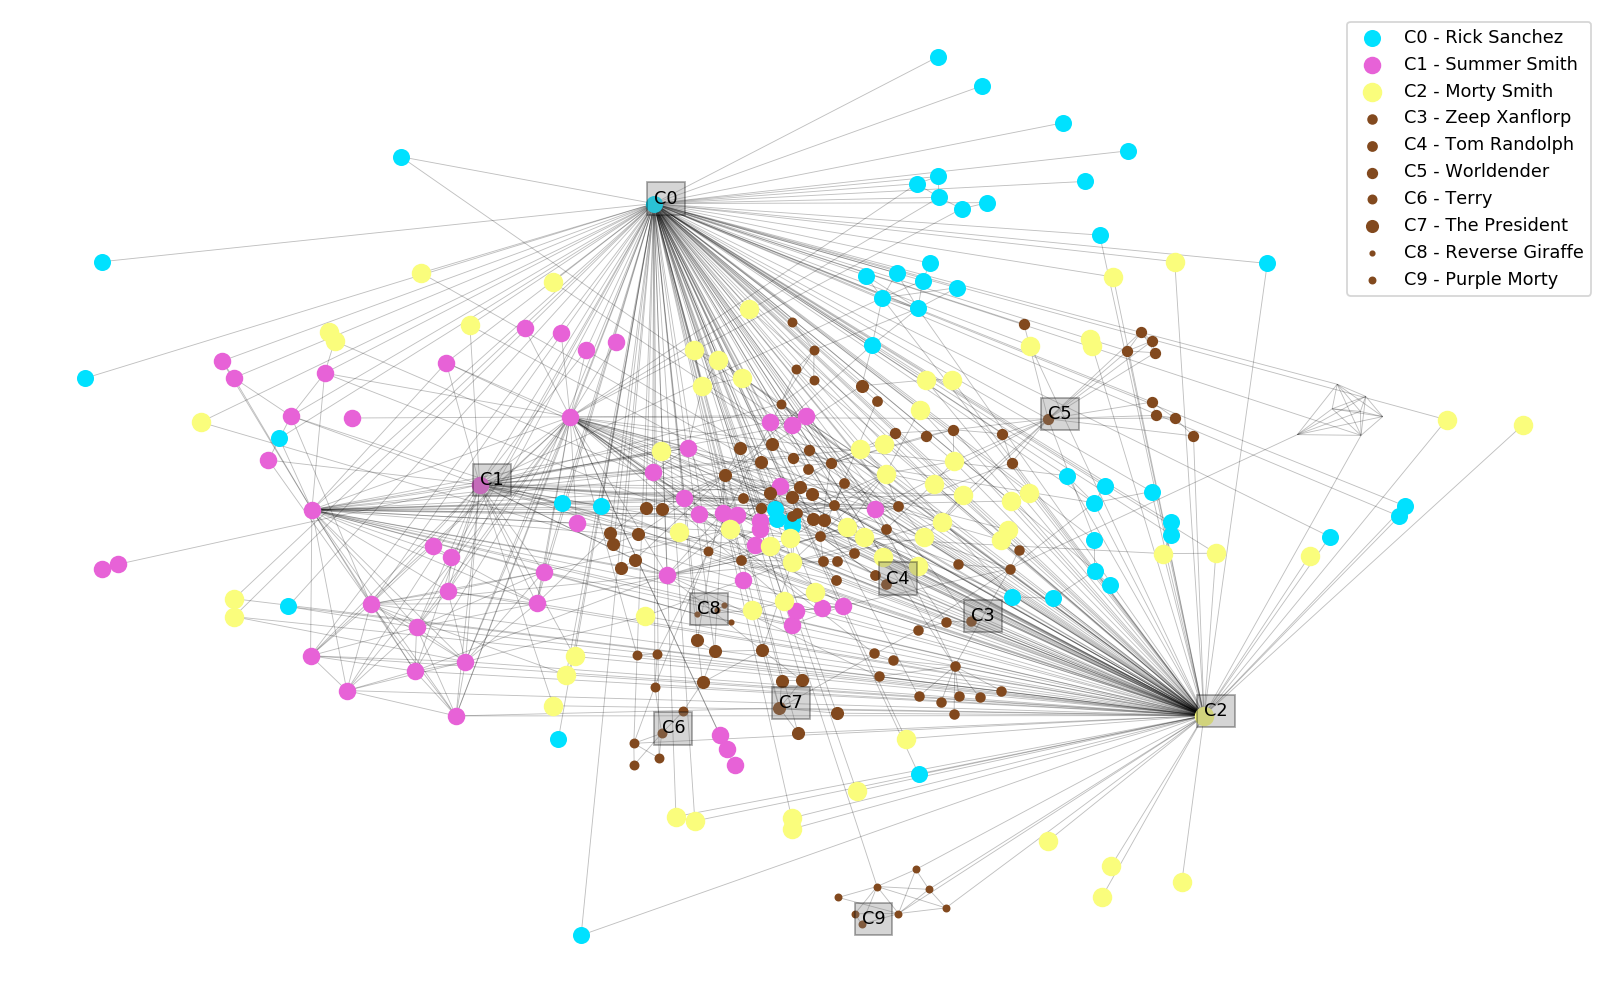 C0 - Rick Sanchez
C1 - Summer Smith
C2 - Morty Smith
C3 - Zeep Xanflorp
C4 - Tom Randolph
C5 - Worldender
C6 - Terry
C7 - The President
C8 - Reverse Giraffe
C9 - Purple Morty
C0
C5
C1
C4
C8
C3
C7
C2
C6
C9